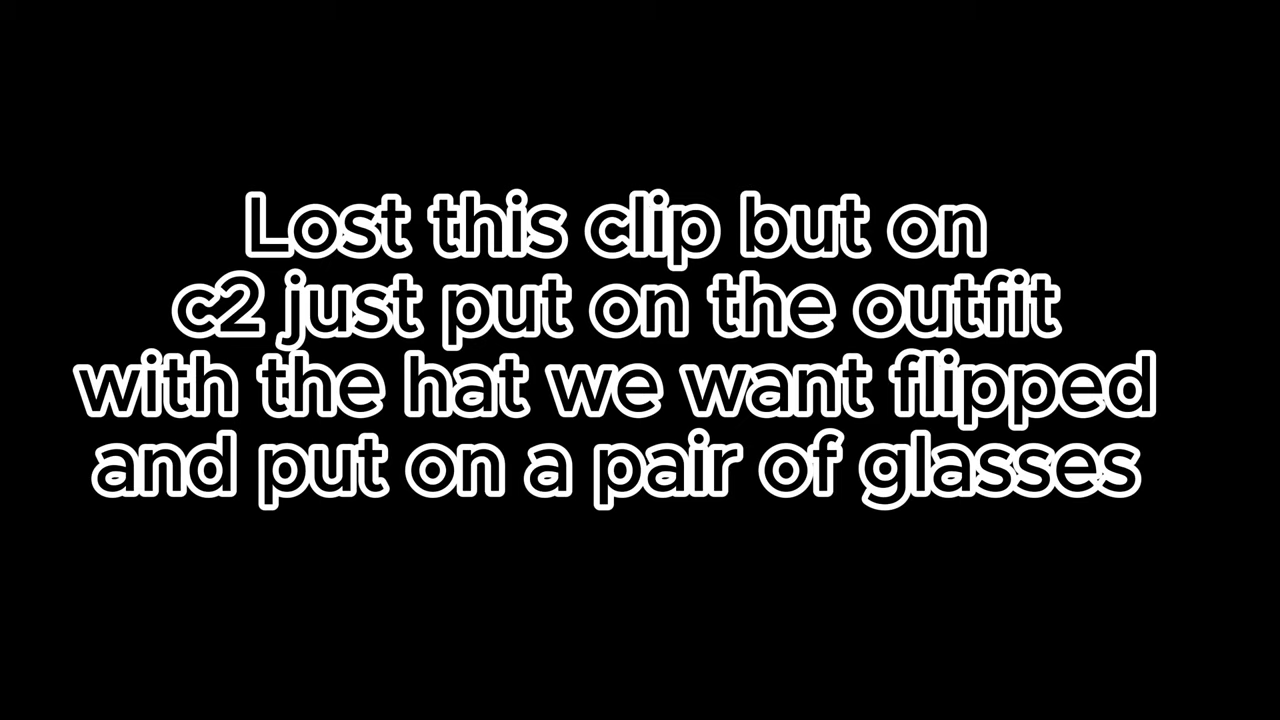 Lost this clip but on
c2 just put on the outfit
with the hat we want flipped
and put on a pair of glasses